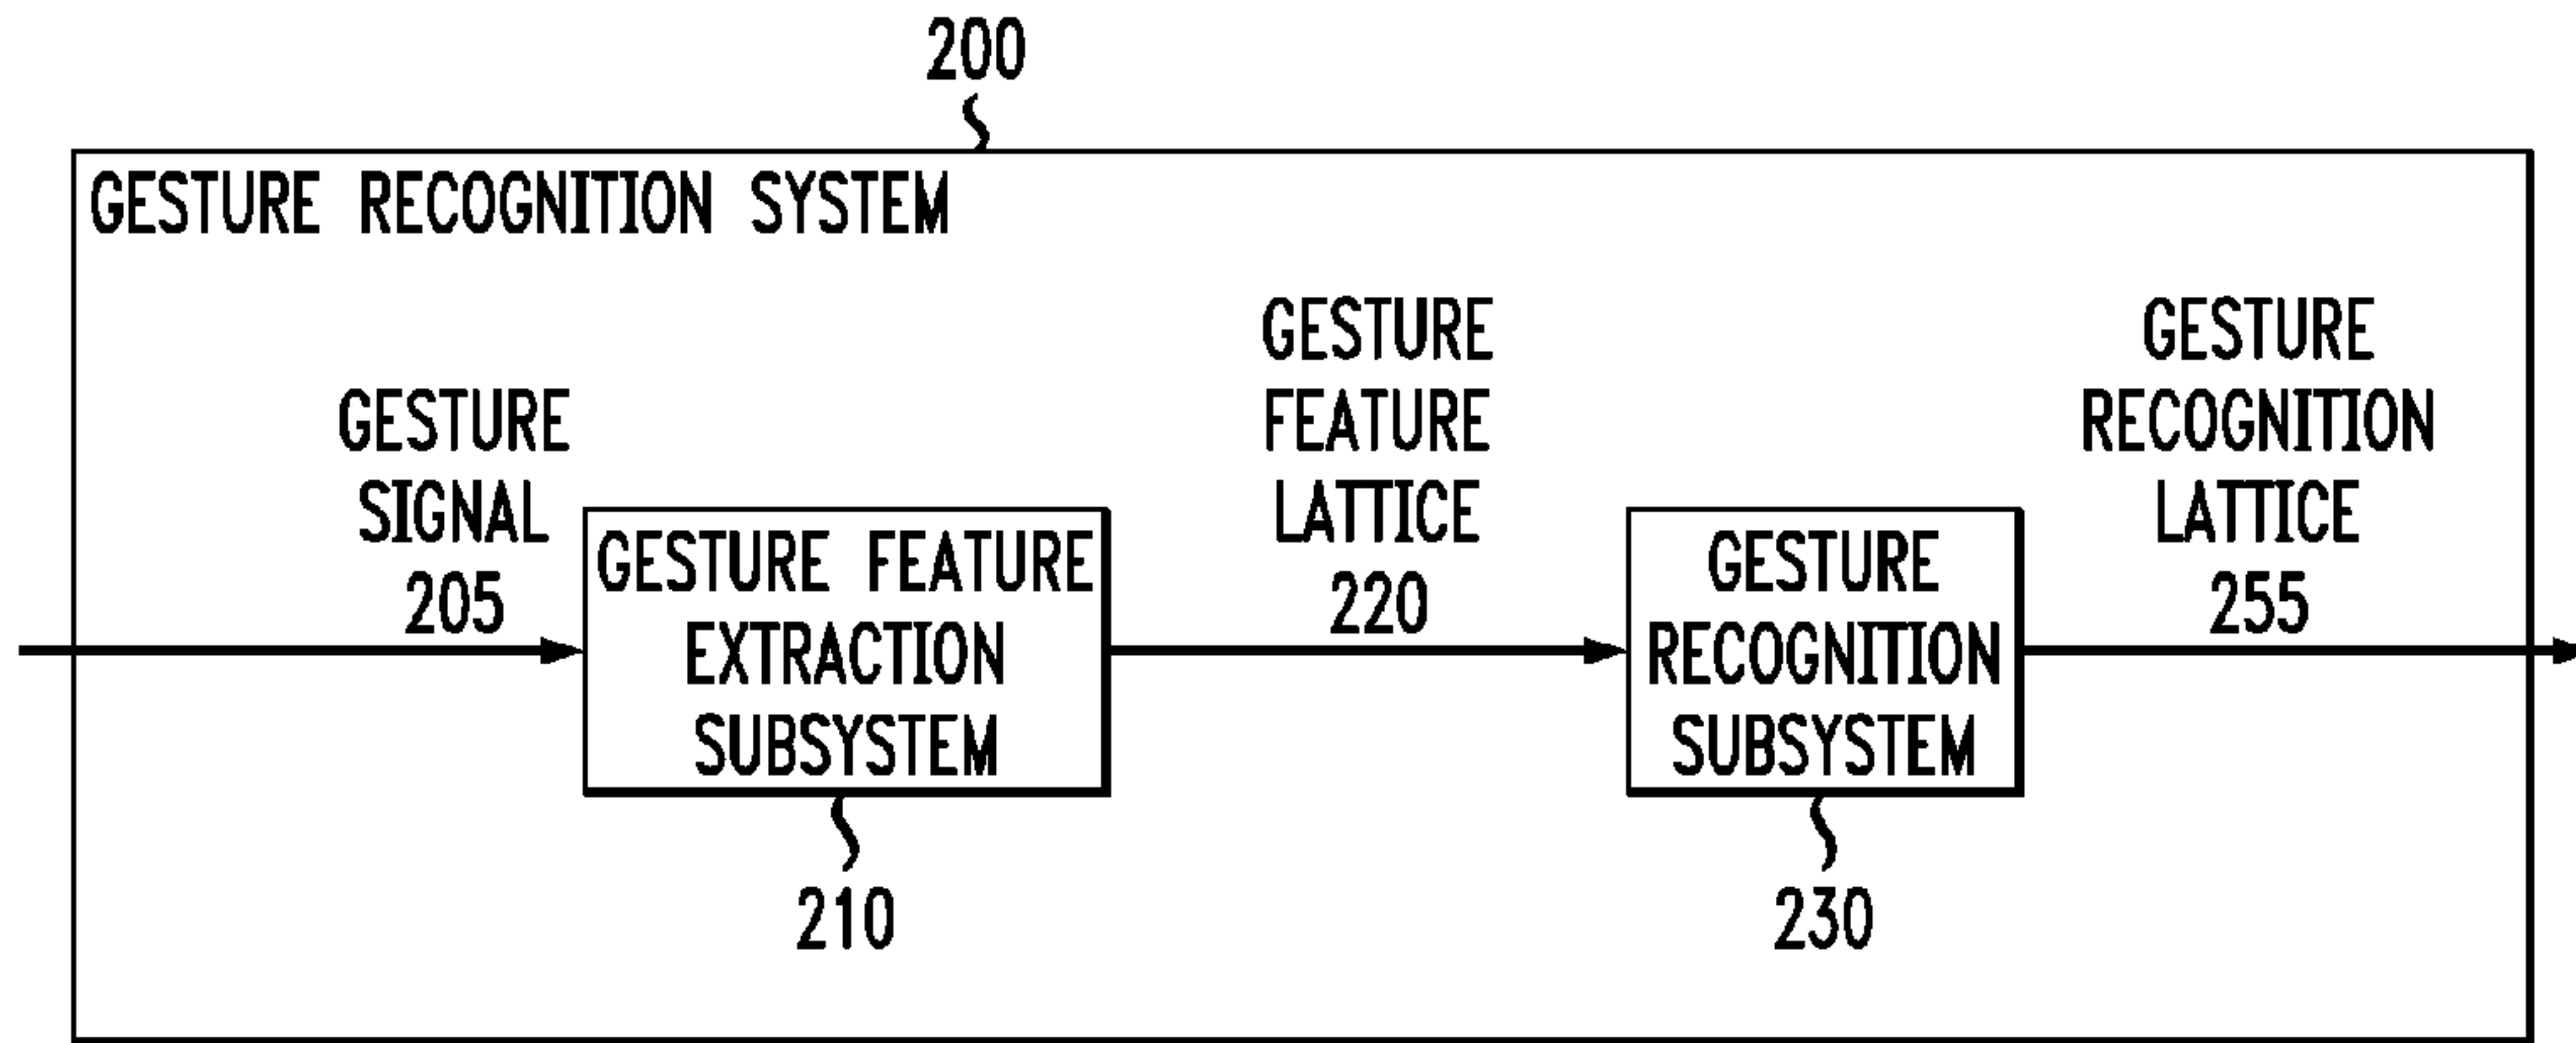 200
GESTURE RECOGNITION SYSTEM
GESTURE
SIGNAL
205
GESTURE FEATURE
EXTRACTION
SUBSYSTEM
210
GESTURE
FEATURE
LATTICE
220
GESTURE
RECOGNITION
SUBSYSTEM
230
GESTURE
RECOGNITION
LATTICE
255